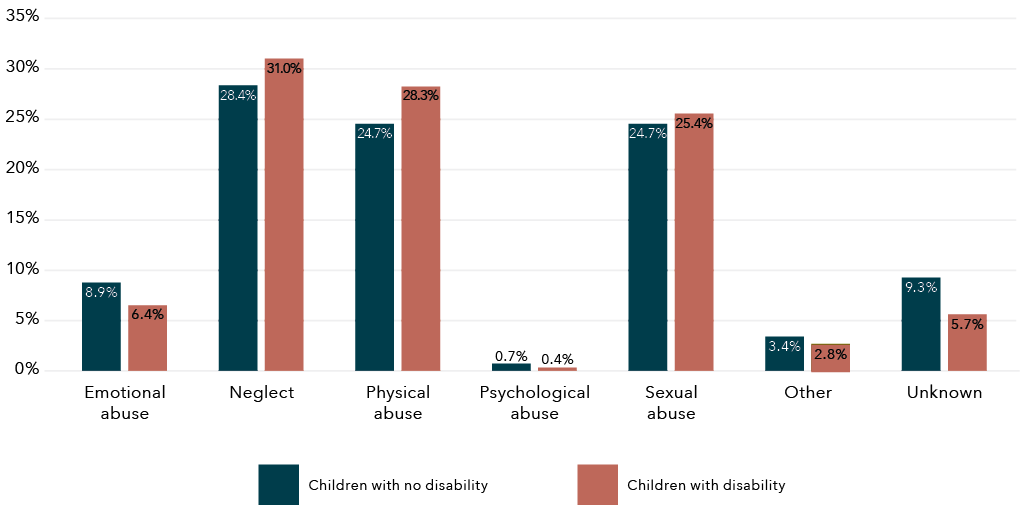 35%
30%
25%
20%
15%
10%
5%
0%
8.9%
6.4%
28.4%
31.0%
24.7%
28.3%
0.7%
0.4%
24.7%
25.4%
3.4%
2.8%
9.3%
5.7%
Emotional
abuse
Neglect
Physical
abuse
Psychological
abuse
Sexual
abuse
Other
Unknown
Children with no disability
Children with disability